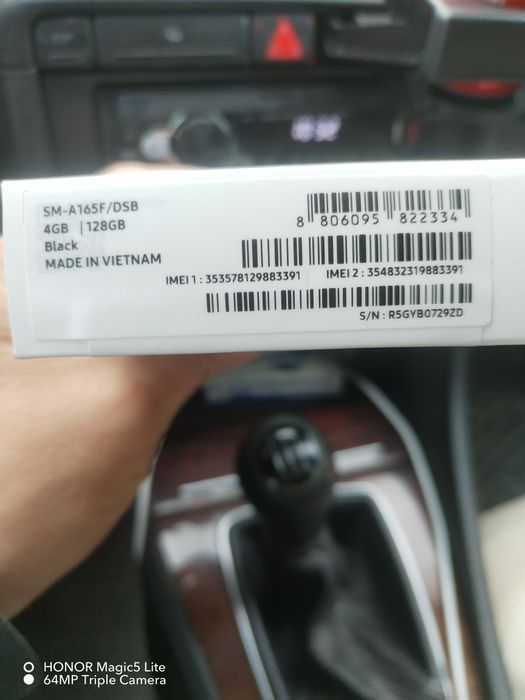 SM-A165F/DSB
4GB | 128GB
Black
MADE IN VIETNAM
8 806095 822334
IMEI 1 : 353578129883391 IMEI 2 : 354832319883391
S/N : R5GYB0729ZD
HONOR Magic5 Lite
64MP Triple Camera